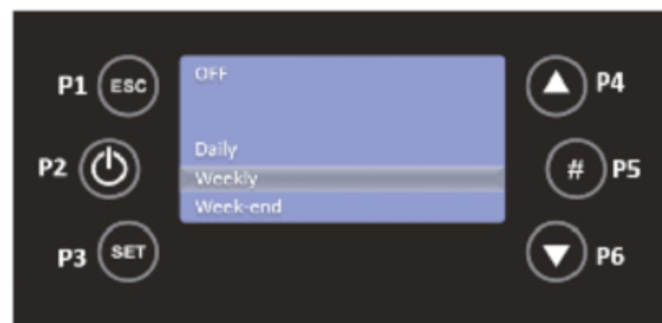 P1 ESC
OFF
P4
P2
Daily
# P5
Weekly
Week-end
P3 SET
P6